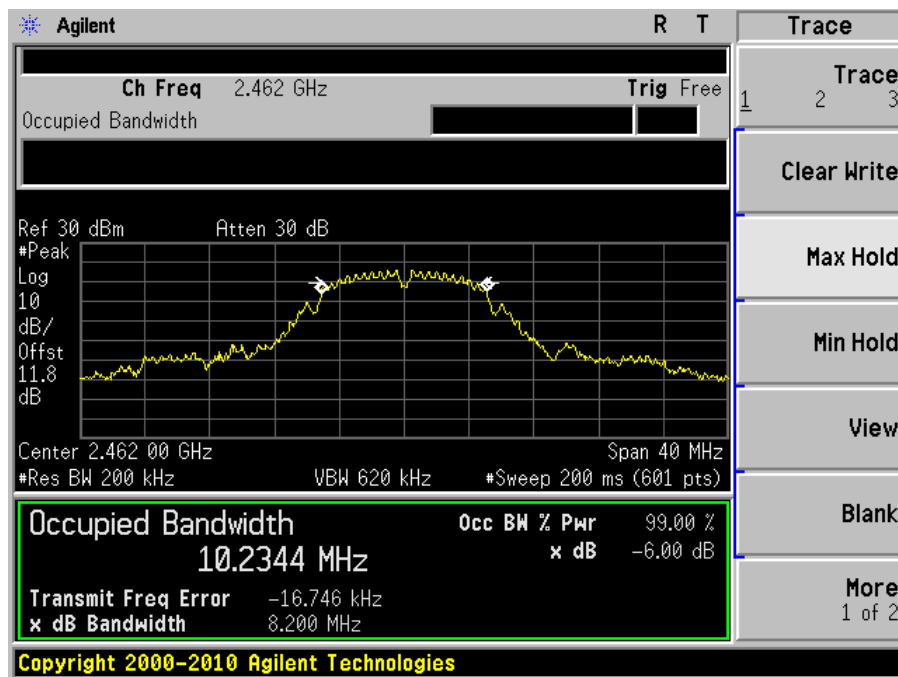 Agilent R T
Ch Freq 2.462 GHz Trig Free
Occupied Bandwidth
Ref 30 dBm Atten 30 dB
#Peak
Log
10
dB/
Offst
11.8
dB
Center 2.462 00 GHz Span 40 MHz
#Res BW 200 kHz VBW 620 kHz #Sweep 200 ms (601 pts)
Occupied Bandwidth
10.2344 MHz
Occ BW % Pwr 99.00 %
x dB -6.00 dB
Transmit Freq Error -16.746 kHz
x dB Bandwidth 8.200 MHz
Copyright 2000-2010 Agilent Technologies
Trace
Trace
1 2 3
Clear Write
Max Hold
Min Hold
View
Blank
More
1 of 2